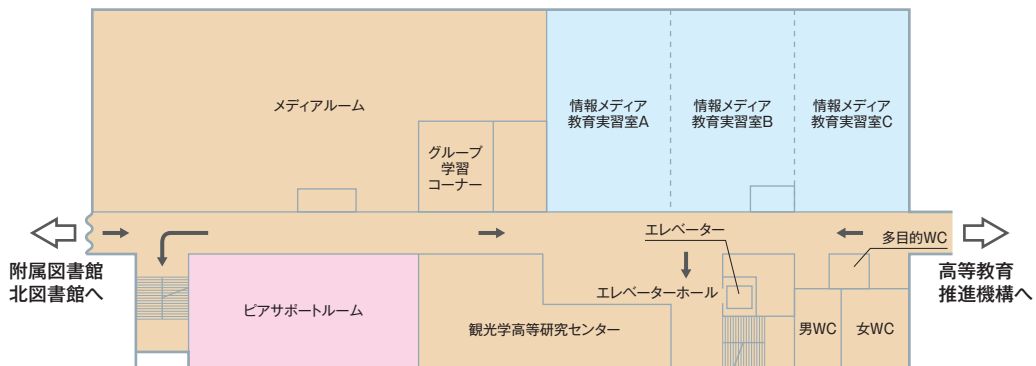 メディアルーム
グループ
学習
コーナー
情報メディア
教育実習室A
情報メディア
教育実習室B
情報メディア
教育実習室C
附属図書館
北図書館へ
エレベーター
多目的WC
高等教育
推進機構へ
ピアサポートルーム
観光学高等研究センター
エレベーターホール
男WC
女WC